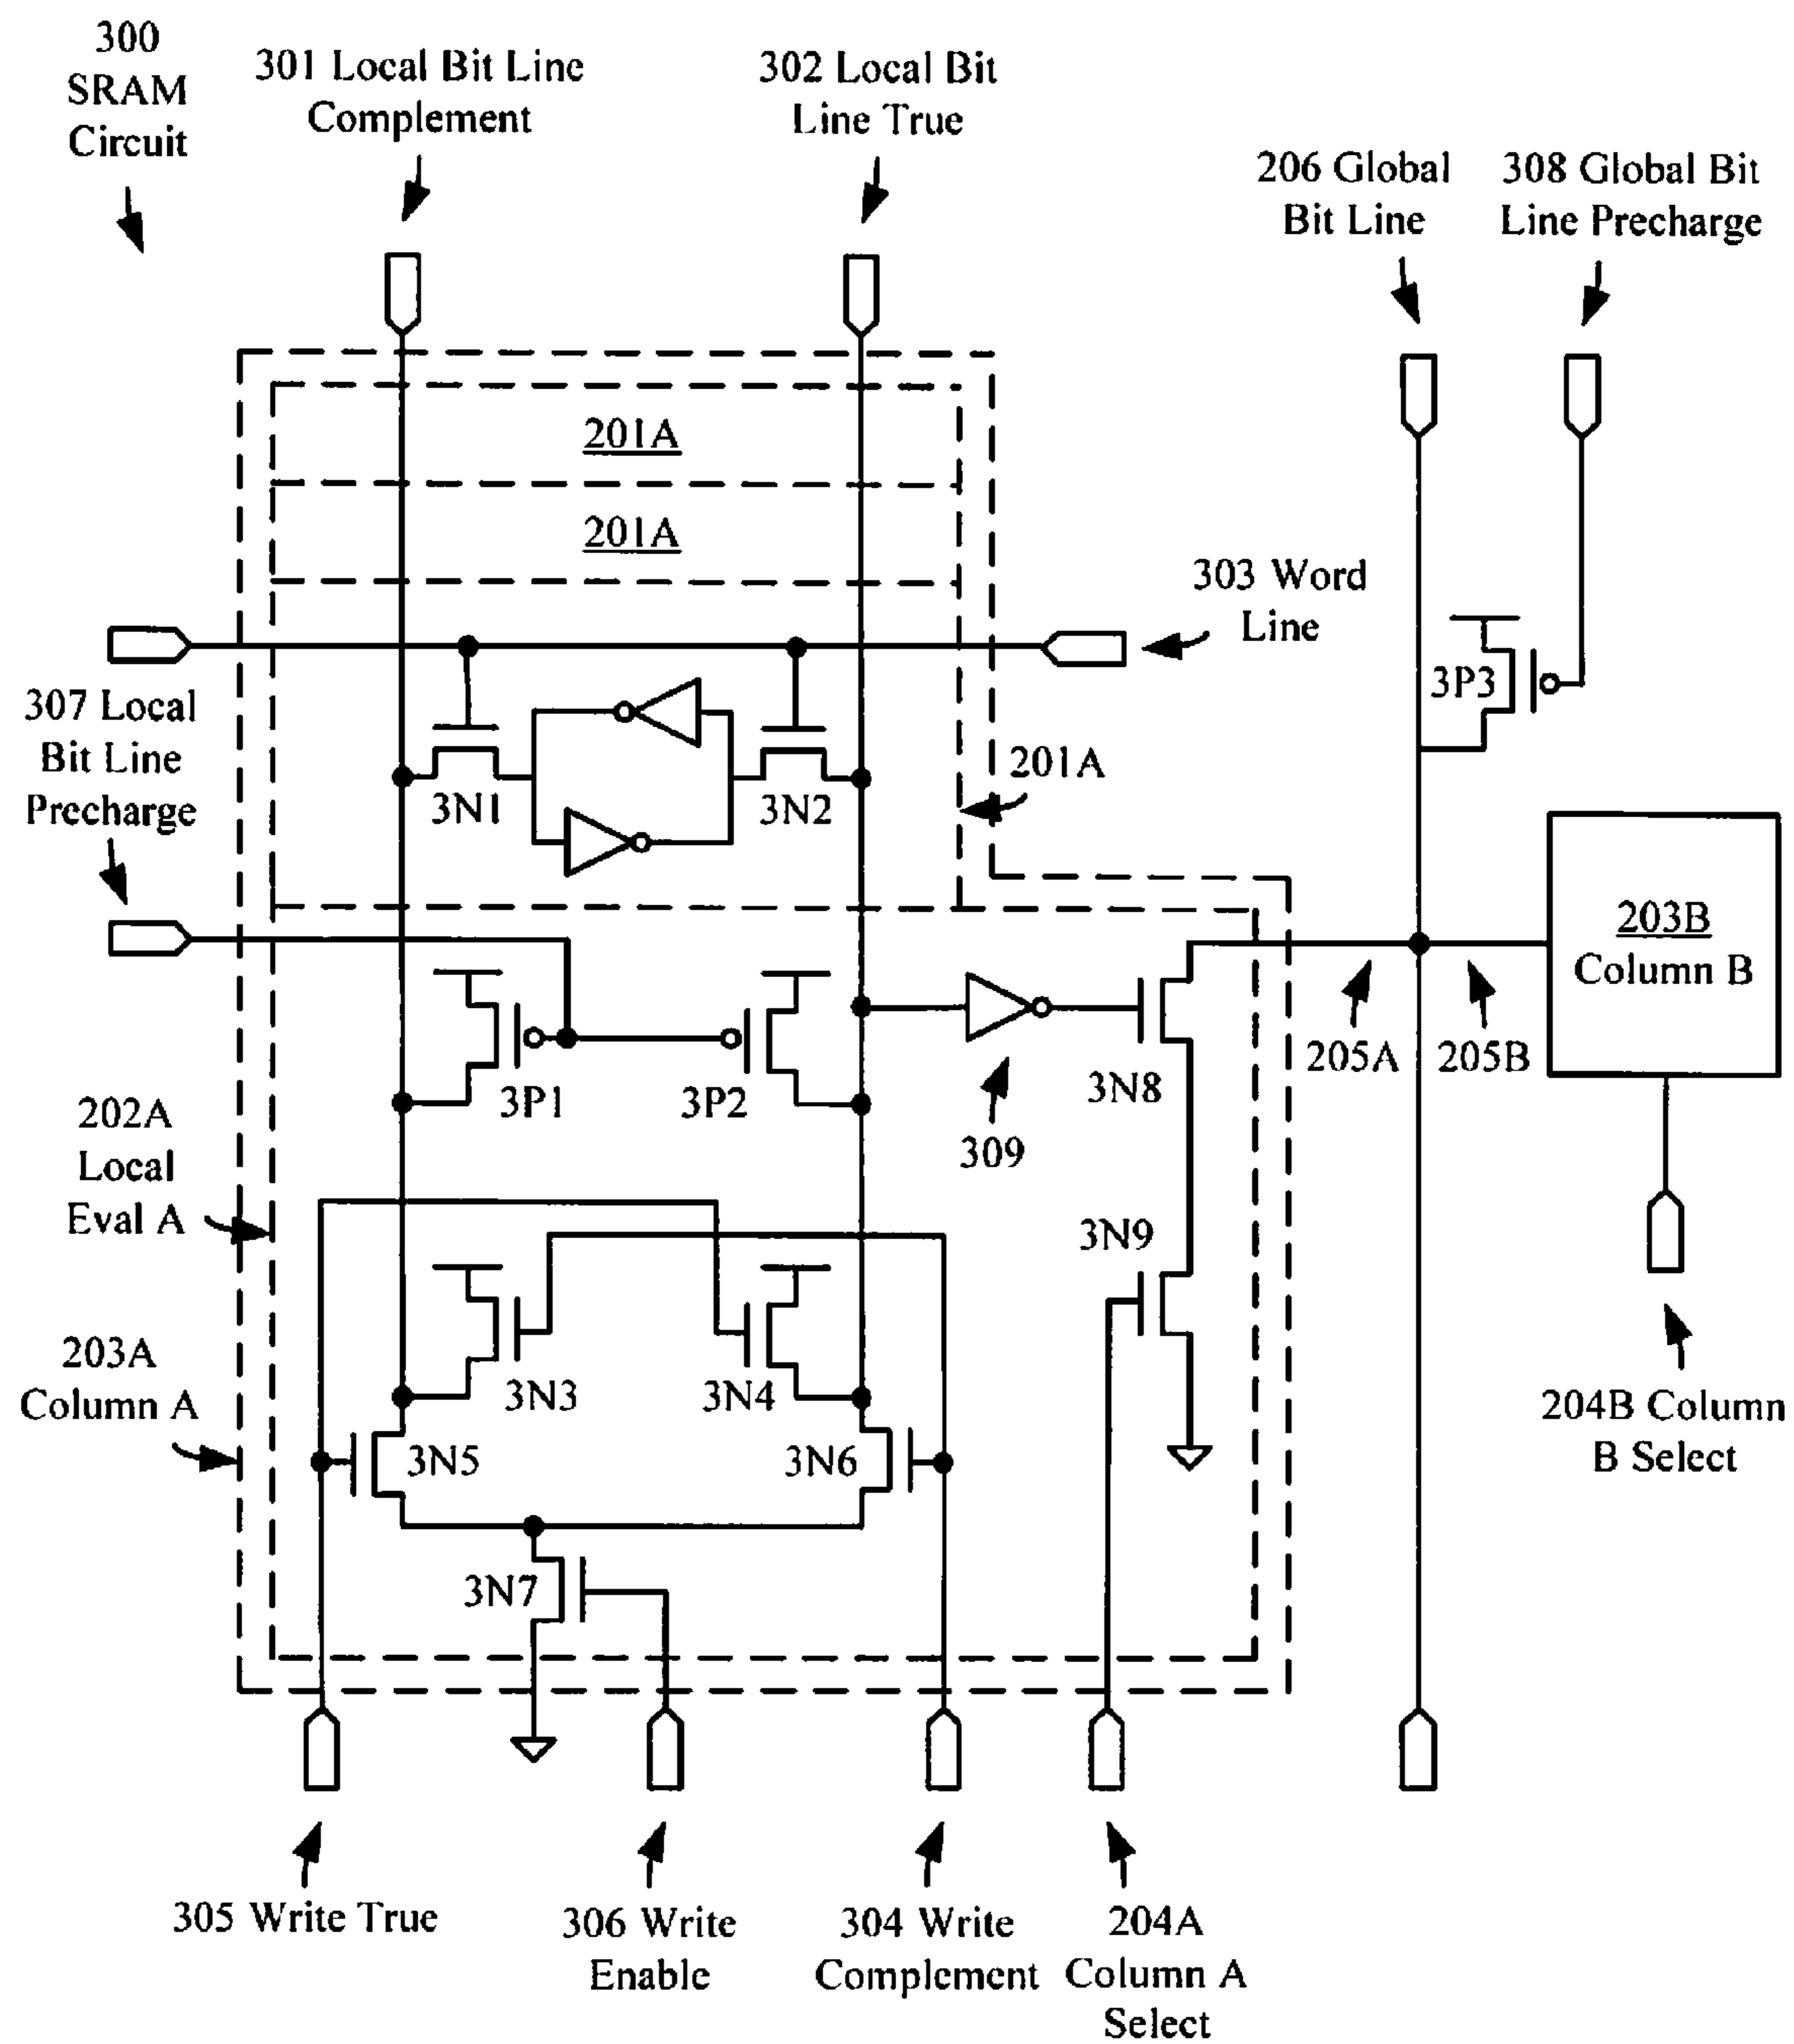 300
SRAM
Circuit
301 Local Bit Line
Complement
302 Local Bit
Line True
206 Global
Bit Line
308 Global Bit
Line Precharge
201A
201A
303 Word
Line
3P3
307 Local
Bit Line
Precharge
3N1
3N2
201A
203B
Column B
205A
205B
3P1
3P2
309
3N8
202A
Local
Eval A
3N9
203A
Column A
3N3
3N4
204B Column
B Select
3N5
3N6
3N7
305 Write True
306 Write
Enable
304 Write
Complement
204A
Column A
Select